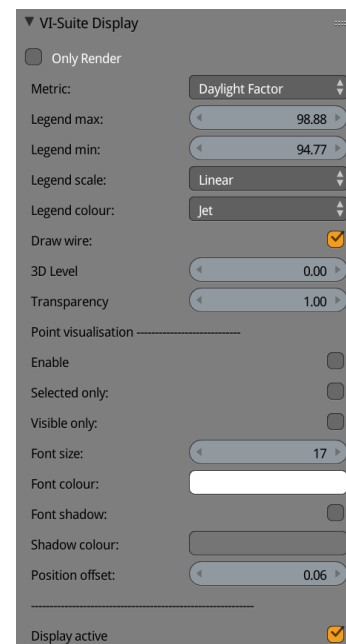 VI-Suite Display
Only Render
Metric: Daylight Factor
Legend max: 98.88
Legend min: 94.77
Legend scale: Linear
Legend colour: Jet
Draw wire:
3D Level 0.00
Transparency 1.00
Point visualisation ---------------------------
Enable
Selected only:
Visible only:
Font size: 17
Font colour:
Font shadow:
Shadow colour:
Position offset: 0.06
-----------------------------------------------------------
Display active